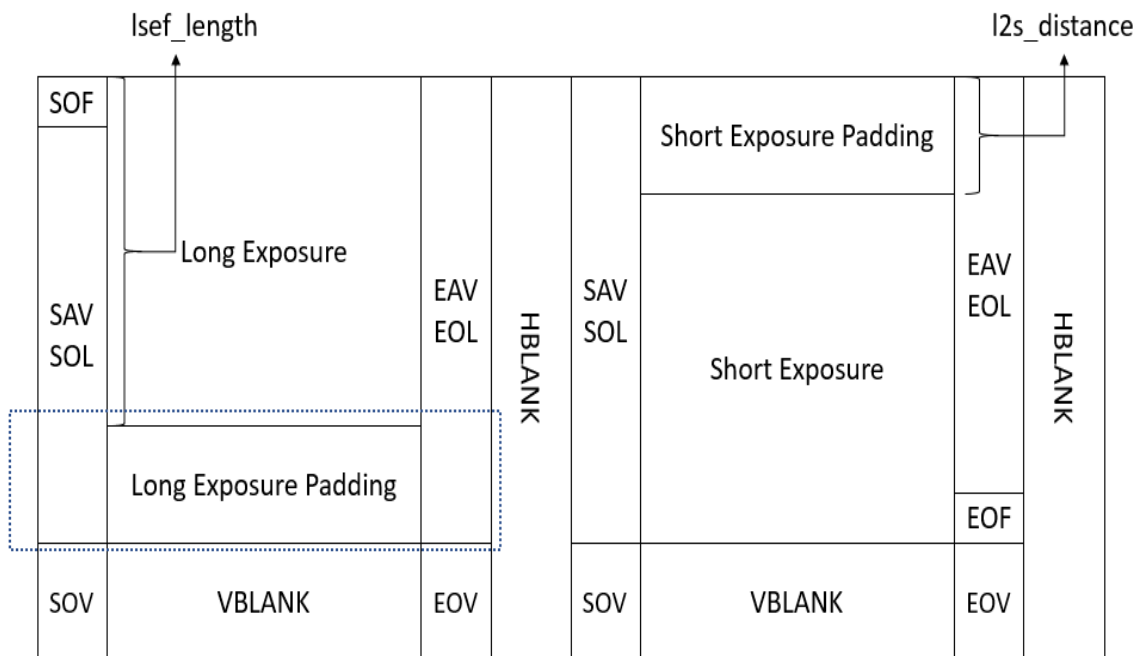 lsef_length
l2s_distance
SOF
Short Exposure Padding
Long Exposure
EAV
EOL
SAV
SOL
EAV
EOL
SAV
SOL
HBLANK
HBLANK
Short Exposure
Long Exposure Padding
EOF
SOV
VBLANK
EOV
SOV
VBLANK
EOV